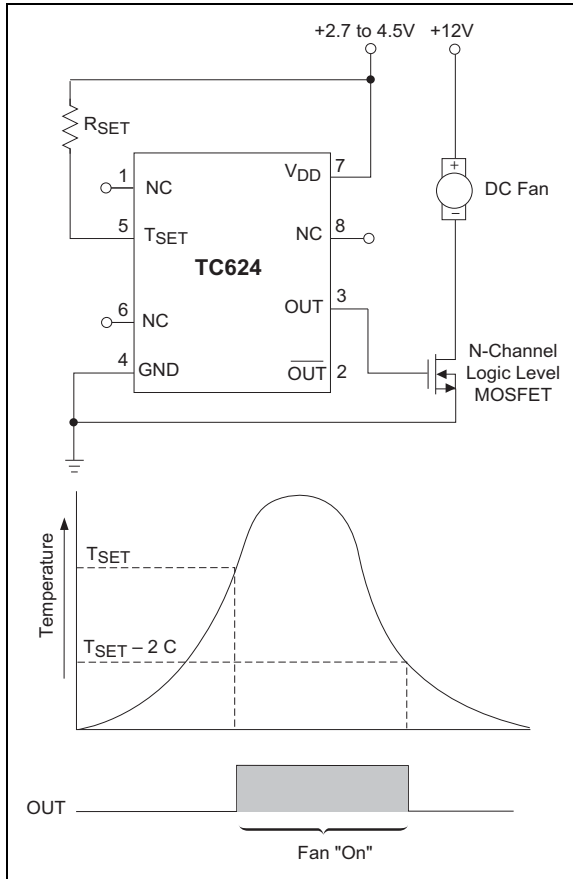 +2.7 to 4.5V
+12V
RSET
1
NC
VDD
7
DC Fan
+
–
5
TSET
NC
8
TC624
6
NC
OUT
3
4
GND
OUT
2
N-Channel
Logic Level
MOSFET
Temperature
TSET
TSET – 2 C
OUT
Fan "On"